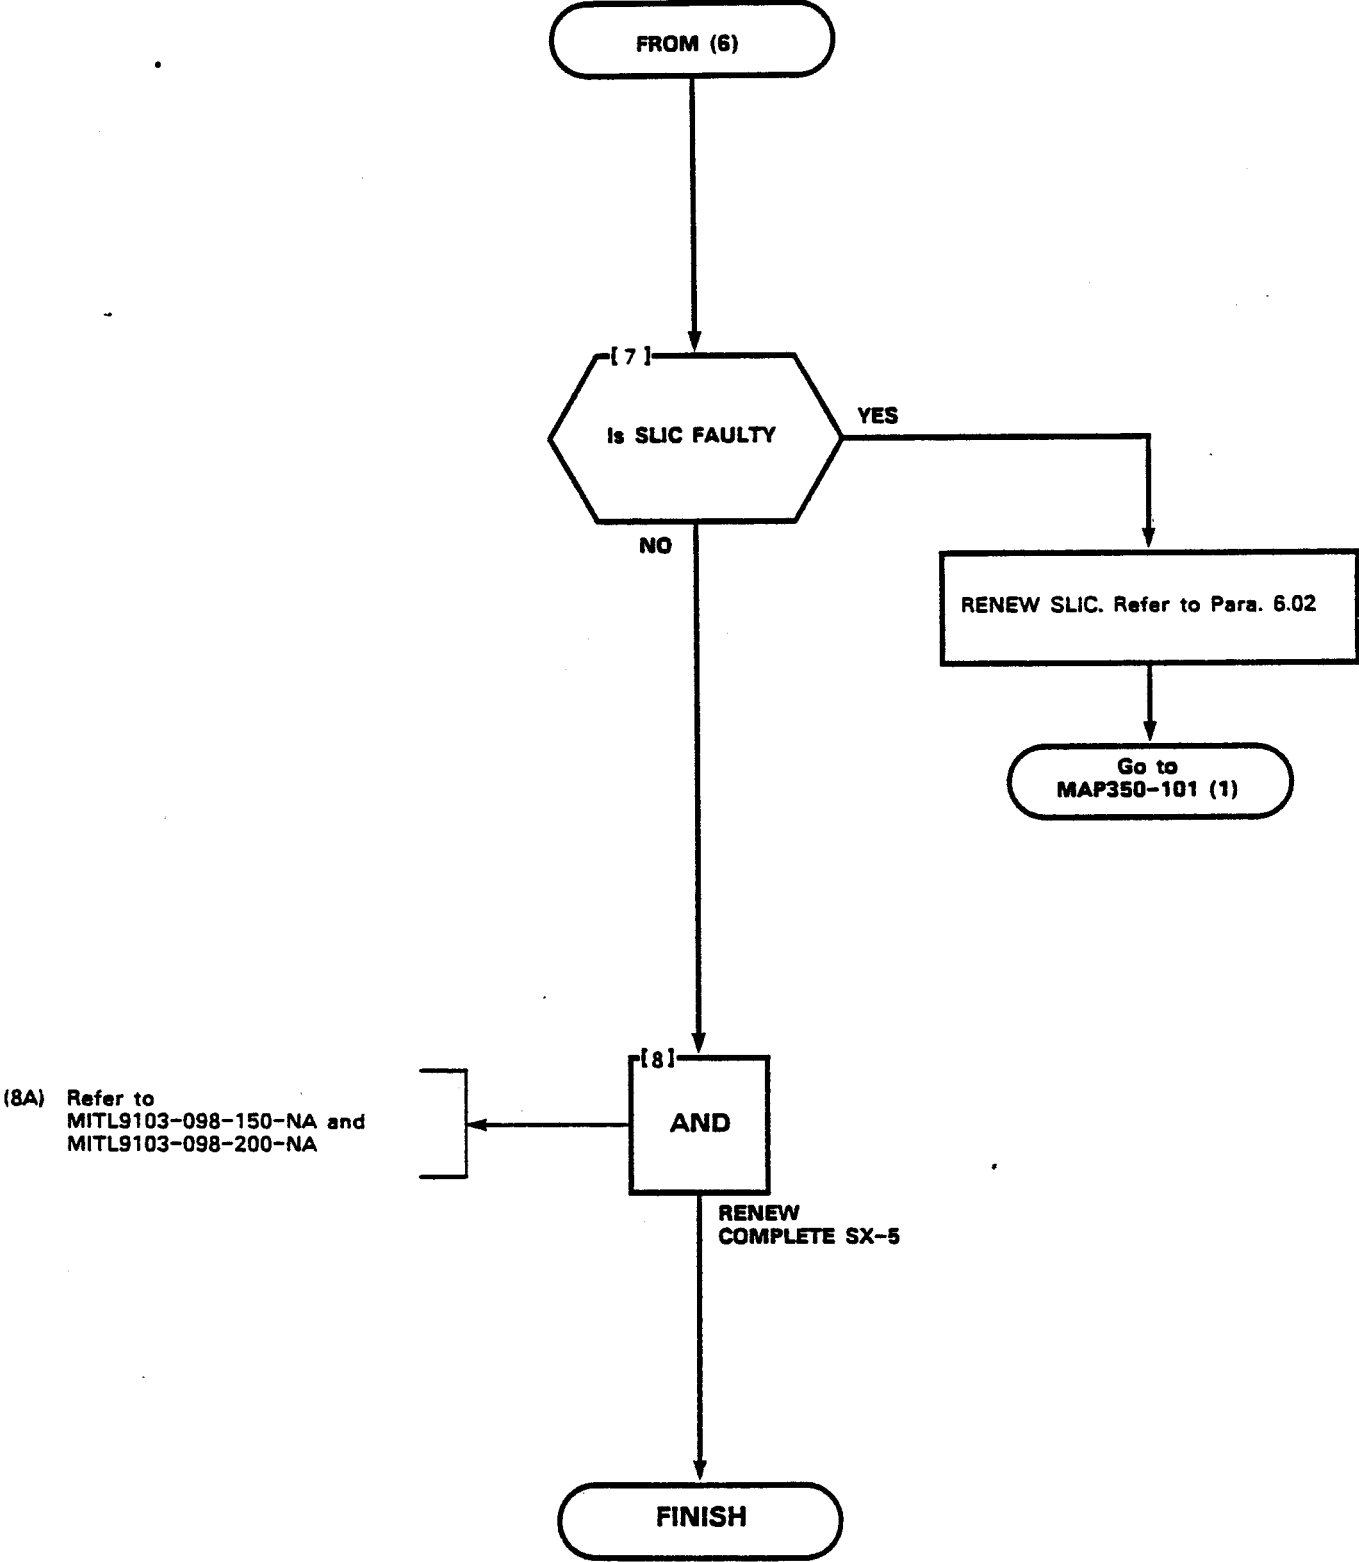 FROM (6)
[ 7 ]
Is SLIC FAULTY
YES
NO
RENEW SLIC. Refer to Para. 6.02
Go to
MAP350-101 (1)
[8]
AND
(8A) Refer to
MITL9103-098-150-NA and
MITL9103-098-200-NA
RENEW
COMPLETE SX-5
FINISH